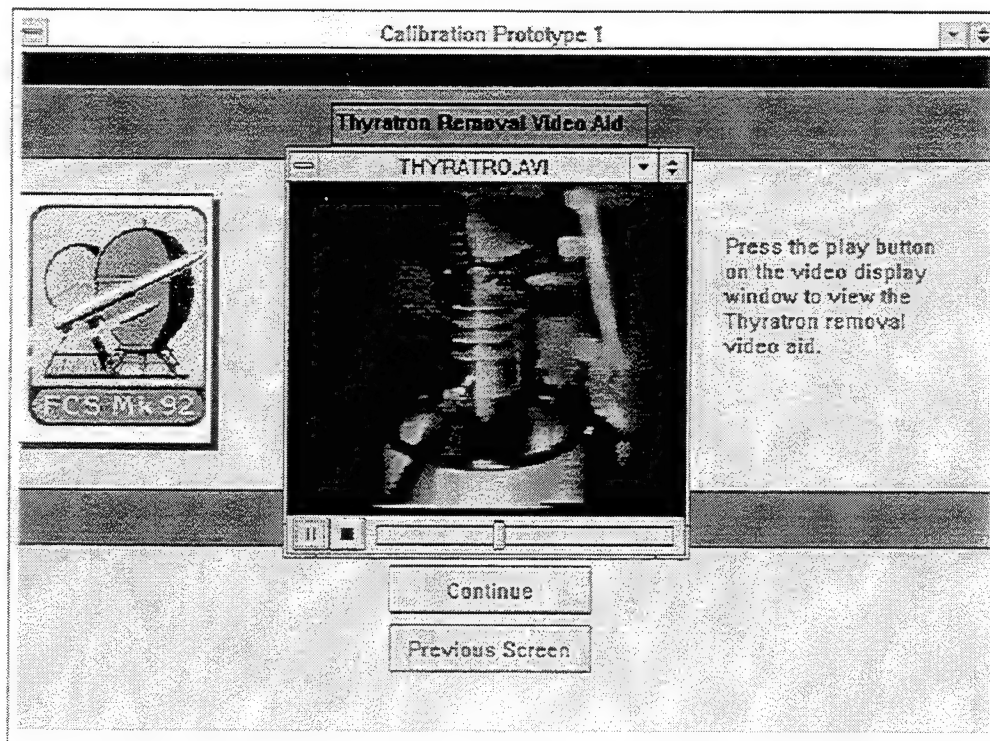 Calibration Prototype 1
Thyratron Removal Video Aid
THYRATRO.AVI
Press the play button
on the video display
window to view the
Thyratron removal
video aid.
FCS Mk 92
Continue
Previous Screen